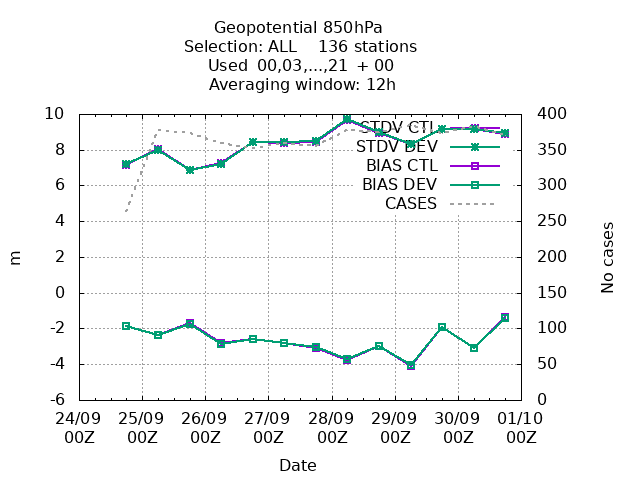 Geopotential 850hPa
Selection: ALL 136 stations
Used 00,03,...,21 + 00
Averaging window: 12h
10
8
6
4
2
0
-2
-4
-6
m
400
350
300
250
200
150
100
50
0
No cases
STDV CTL
STDV DEV
BIAS CTL
BIAS DEV
CASES
24/09 25/09 26/09 27/09 28/09 29/09 30/09 01/10
00Z 00Z 00Z 00Z 00Z 00Z 00Z 00Z
Date